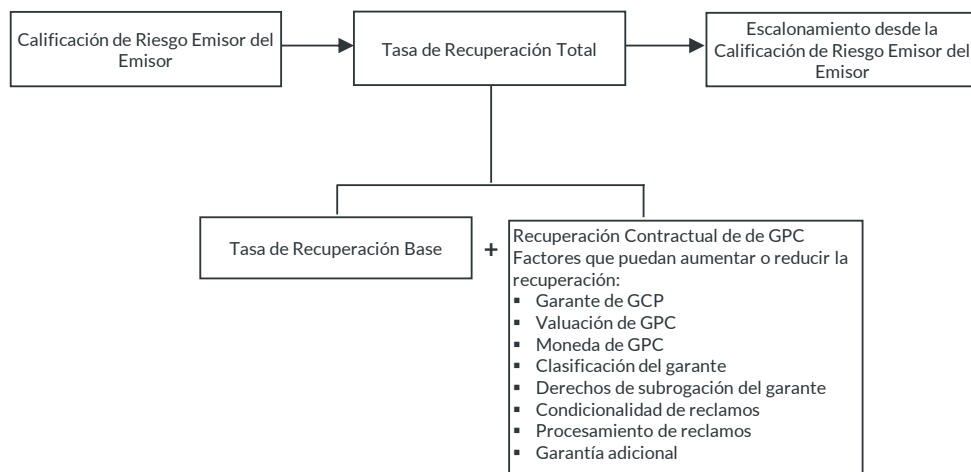 Calificación de Riesgo Emisor del
Emisor
Tasa de Recuperación Total
Escalonamiento desde la
Calificación de Riesgo Emisor del
Emisor
Tasa de Recuperación Base
+
Recuperación Contractual de de GPC
Factores que puedan aumentar o reducir la
recuperación:
▪ Garante de GCP
▪ Valuación de GPC
▪ Moneda de GPC
▪ Clasificación del garante
▪ Derechos de subrogación del garante
▪ Condicionalidad de reclamos
▪ Procesamiento de reclamos
▪ Garantía adicional